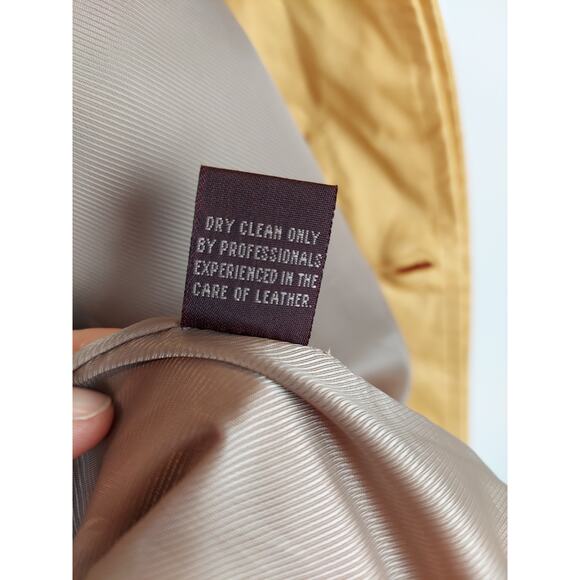 DRY CLEAN ONLY
BY PROFESSIONALS
EXPERIENCED IN THE
CARE OF LEATHER.